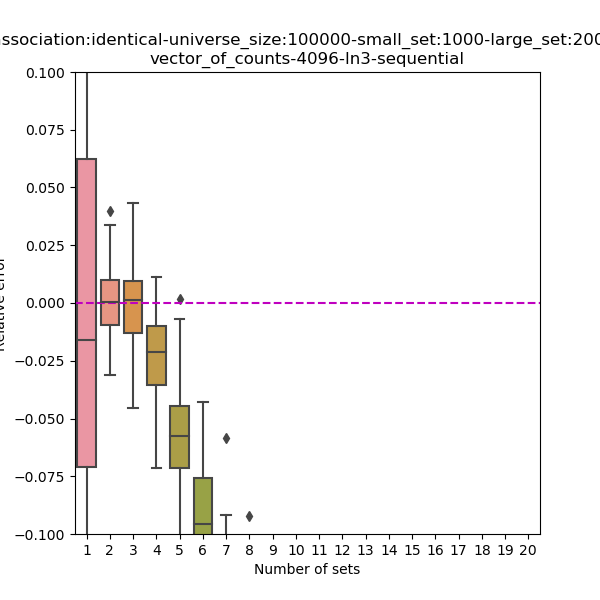 ssociation:identical-universe_size:100000-small_set:1000-large_set:200
vector_of_counts-4096-ln3-sequential
0.100
0.075
0.050
0.025
0.000
−0.025
−0.050
−0.075
−0.100
Relative error
1 2 3 4 5 6 7 8 9 10 11 12 13 14 15 16 17 18 19 20
Number of sets